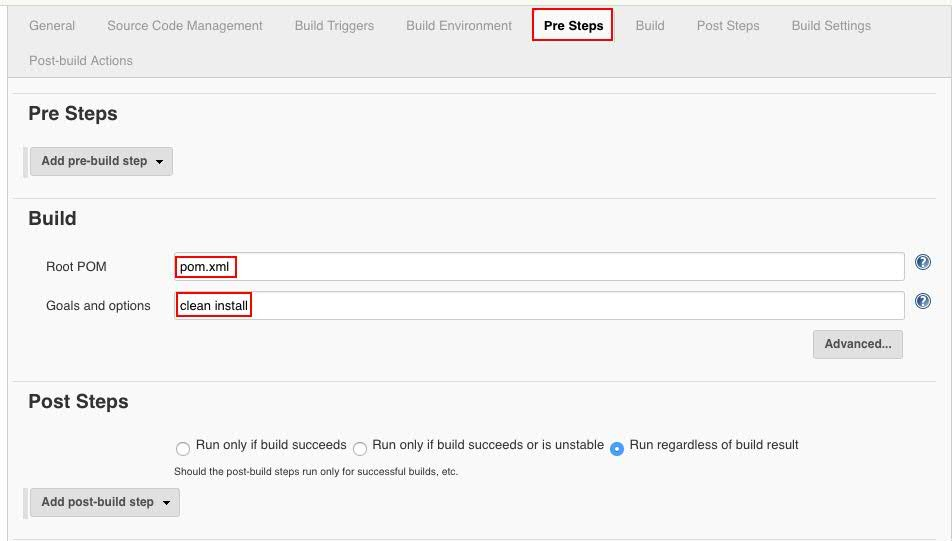 General Source Code Management Build Triggers Build Environment Pre Steps Build Post Steps Build Settings
Post-build Actions
Pre Steps
Add pre-build step
Build
Root POM pom.xml ?
Goals and options clean install ?
Advanced...
Post Steps
Run only if build succeeds Run only if build succeeds or is unstable Run regardless of build result
Should the post-build steps run only for successful builds, etc.
Add post-build step